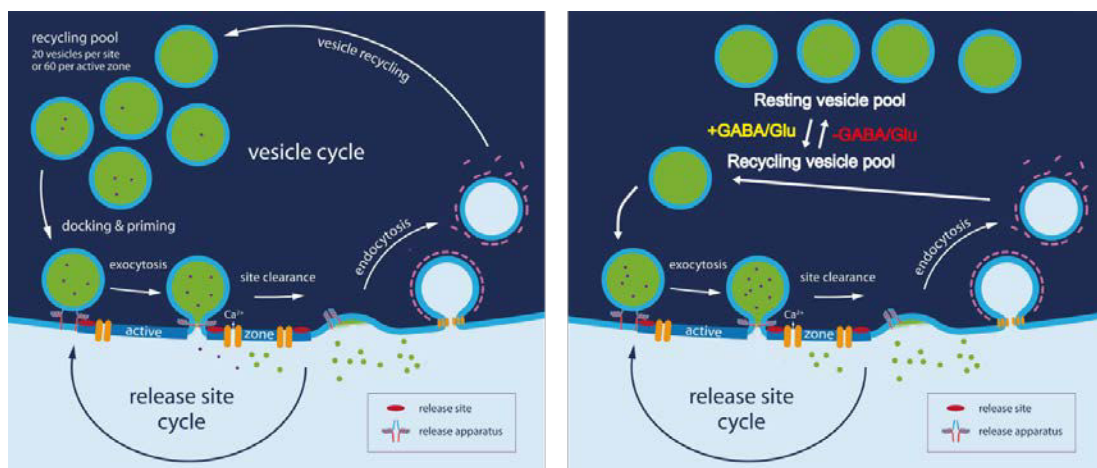 recycling pool
20 vesicles per site
or 60 per active zone
vesicle recycling
vesicle cycle
docking & priming
exocytosis
site clearance
endocytosis
Ca²⁺
active
zone
release site
cycle
release site
release apparatus
Resting vesicle pool
+GABA/Glu
-GABA/Glu
Recycling vesicle pool
exocytosis
site clearance
endocytosis
Ca²⁺
active
zone
release site
cycle
release site
release apparatus